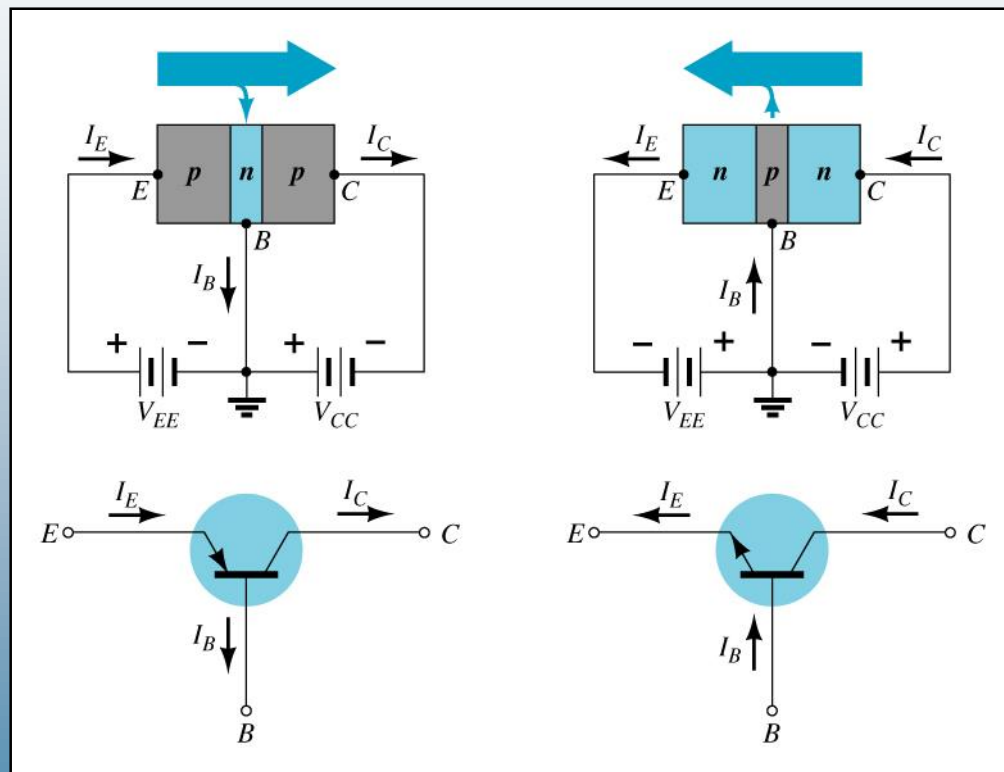 I_E I_C
p n p
E C
B
I_B
+ − + −
V_EE V_CC
I_E I_C
E C
I_B
B
I_E I_C
n p n
E C
B
I_B
− + − +
V_EE V_CC
I_E I_C
E C
I_B
B